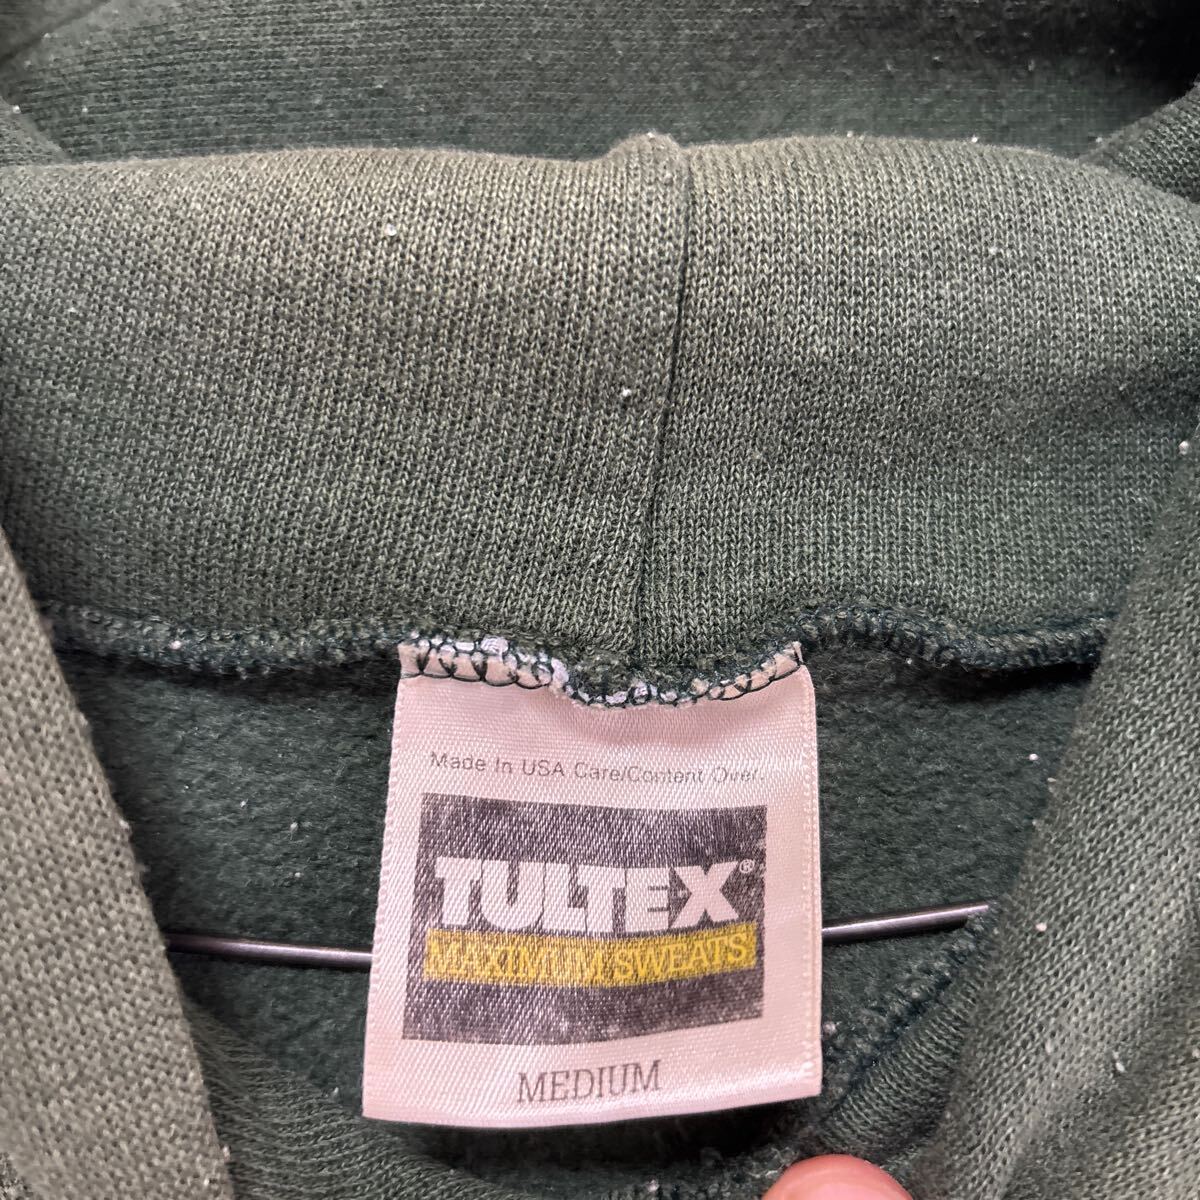 Made In USA Care/Content Over.
TULTEX®
MAXIMUM SWEATS
MEDIUM